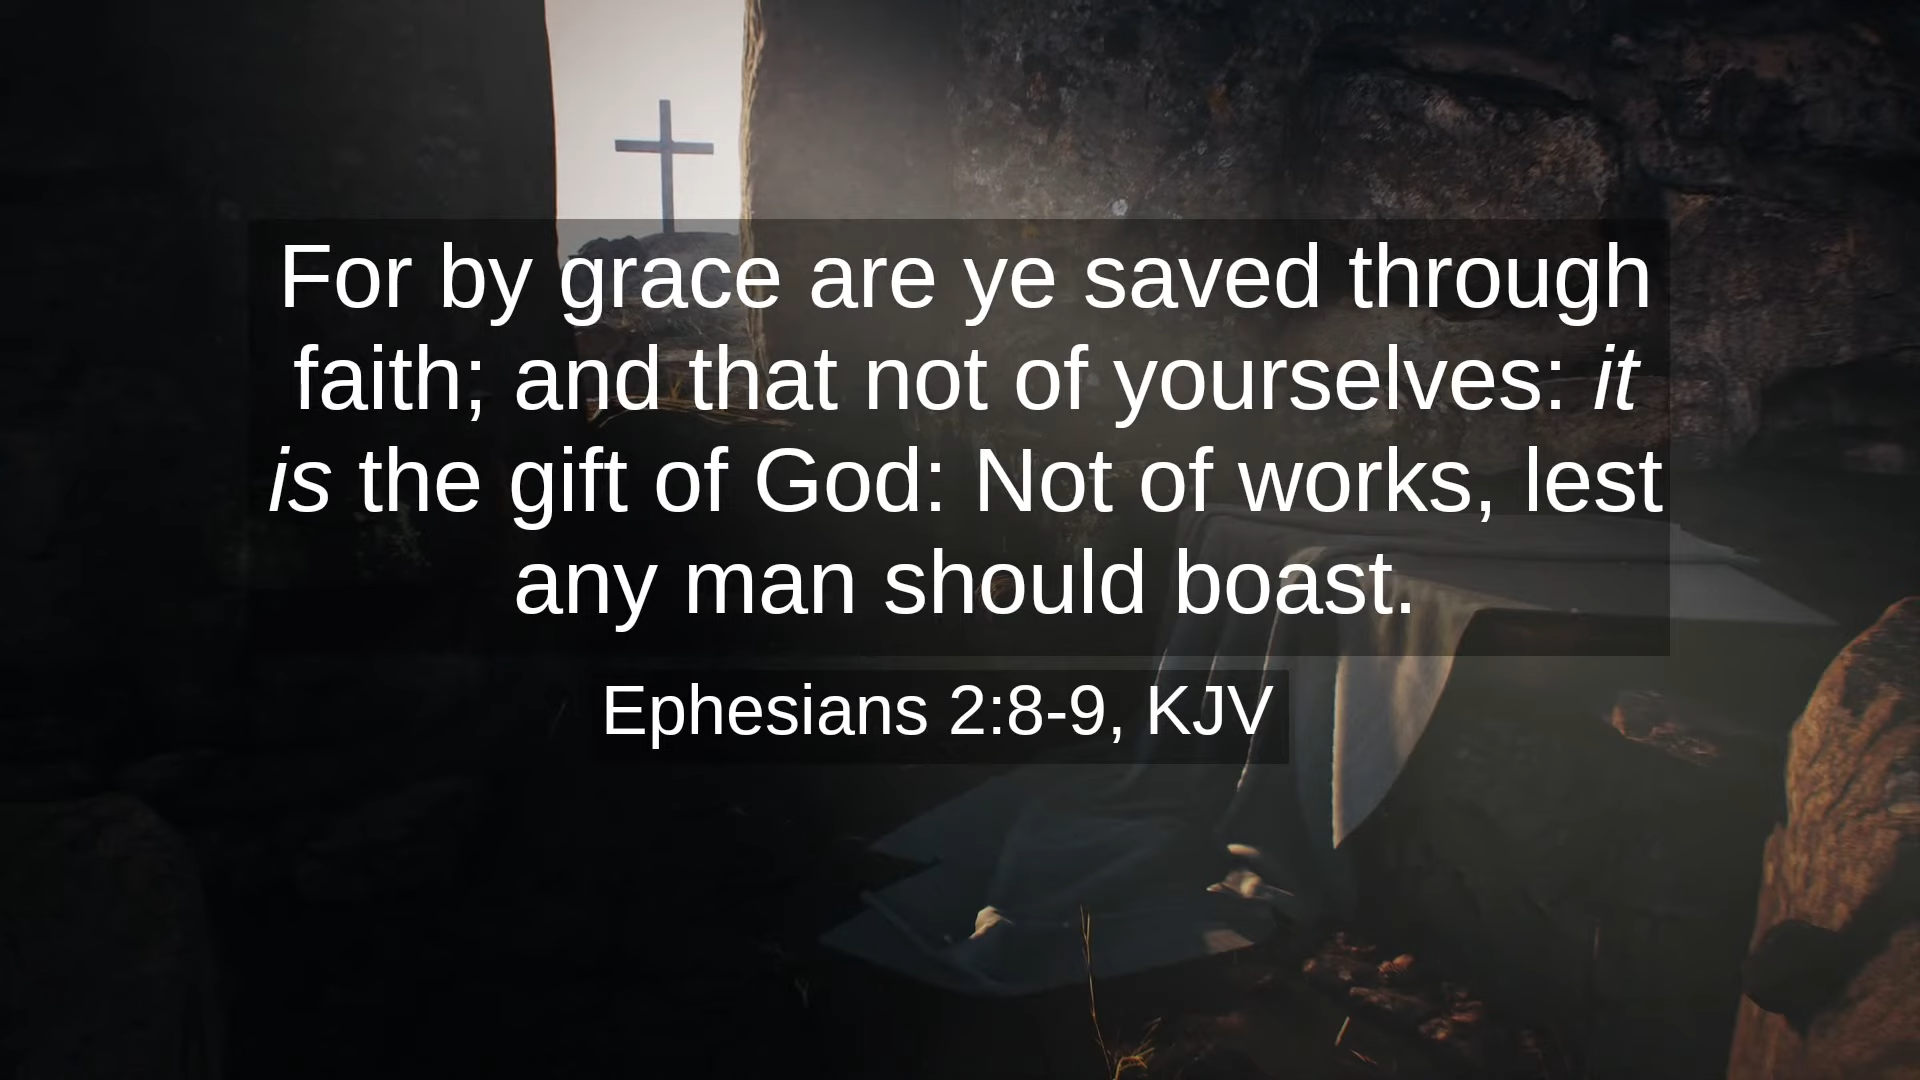 For by grace are ye saved through
faith; and that not of yourselves: it
is the gift of God: Not of works, lest
any man should boast.
Ephesians 2:8-9, KJV